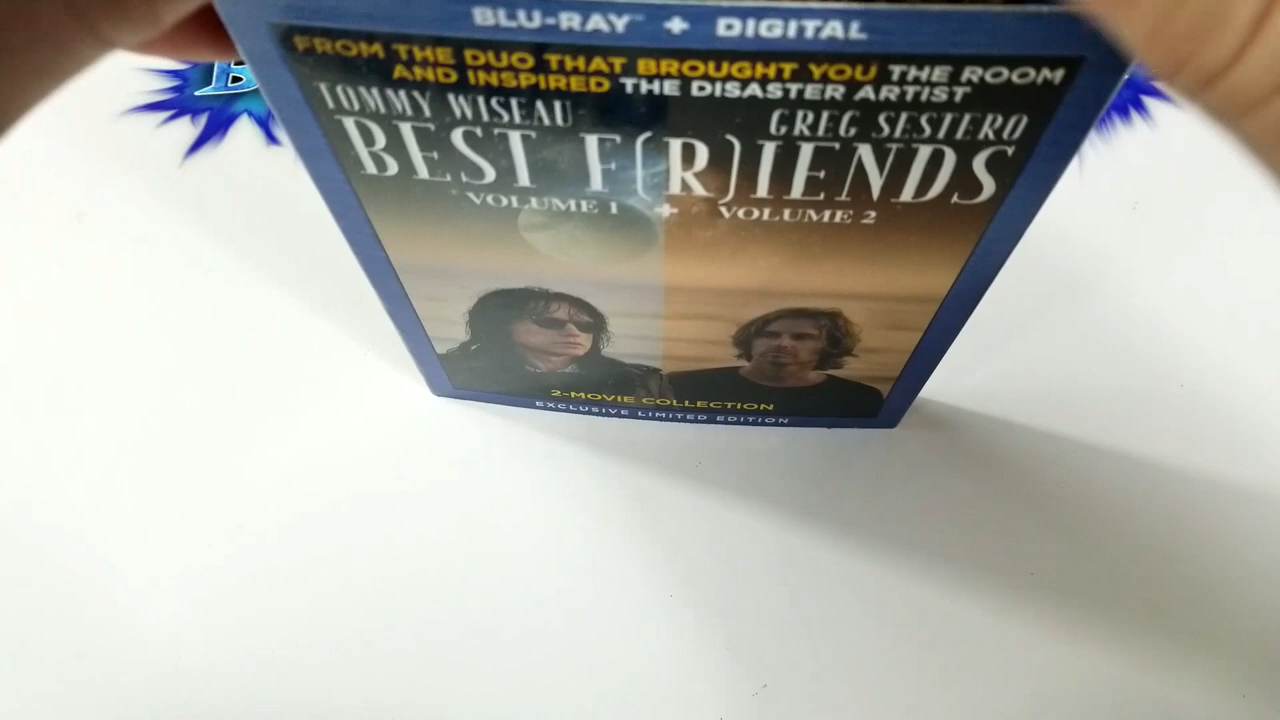 BLU-RAY™ + DIGITAL
FROM THE DUO THAT BROUGHT YOU THE ROOM
AND INSPIRED THE DISASTER ARTIST
TOMMY WISEAU GREG SESTERO
BEST F(R)IENDS
VOLUME 1 + VOLUME 2
2-MOVIE COLLECTION
EXCLUSIVE LIMITED EDITION